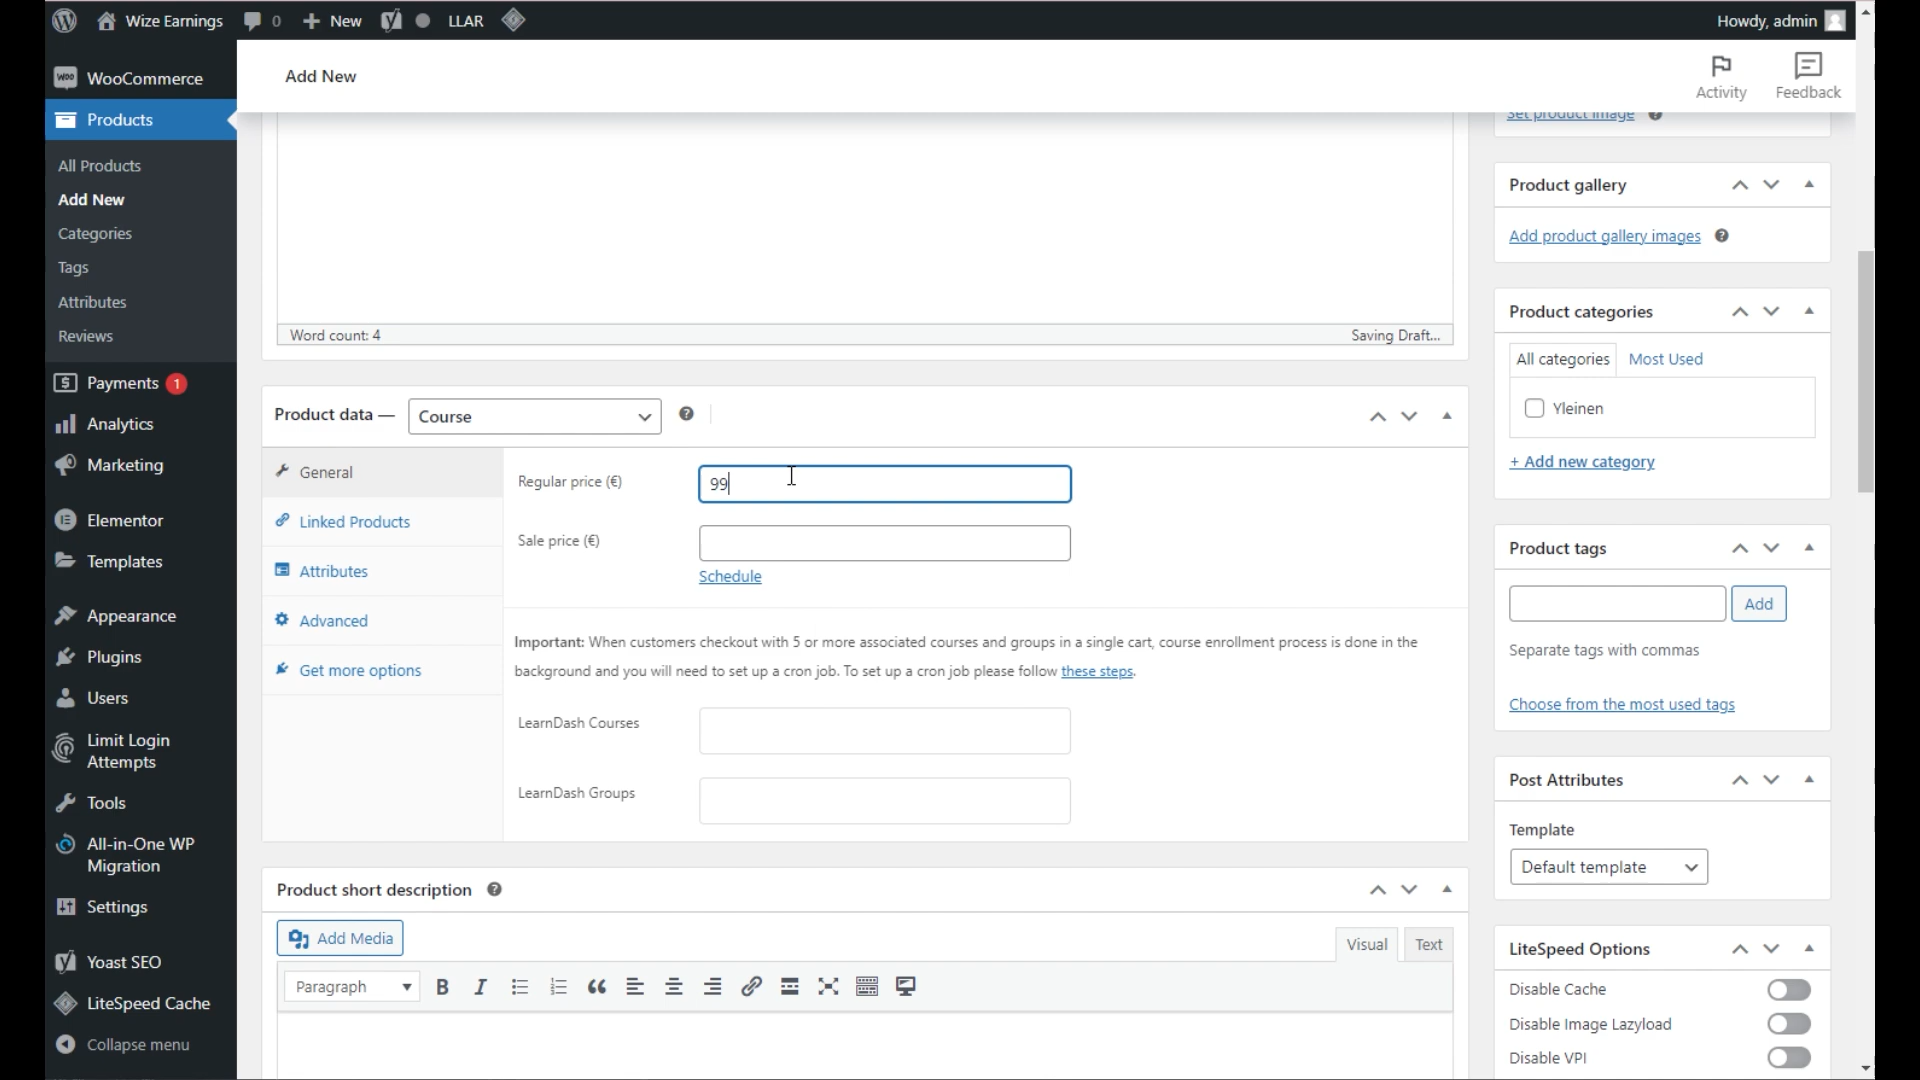 Wize Earnings
0
New
LLAR
Howdy, admin
WooCommerce
Products
All Products
Add New
Categories
Tags
Attributes
Reviews
Payments 1
Analytics
Marketing
Elementor
Templates
Appearance
Plugins
Users
Limit Login
Attempts
Tools
All-in-One WP
Migration
Settings
Yoast SEO
LiteSpeed Cache
Collapse menu
Add New
Activity
Feedback
Word count: 4
Saving Draft...
Product data —
Course
General
Linked Products
Attributes
Advanced
Get more options
Regular price (€)
99
Sale price (€)
Schedule
Important: When customers checkout with 5 or more associated courses and groups in a single cart, course enrollment process is done in the
background and you will need to set up a cron job. To set up a cron job please follow these steps.
LearnDash Courses
LearnDash Groups
Product short description
Add Media
Visual
Text
Paragraph
Set product image
Product gallery
Add product gallery images
Product categories
All categories
Most Used
Yleinen
+ Add new category
Product tags
Add
Separate tags with commas
Choose from the most used tags
Post Attributes
Template
Default template
LiteSpeed Options
Disable Cache
Disable Image Lazyload
Disable VPI